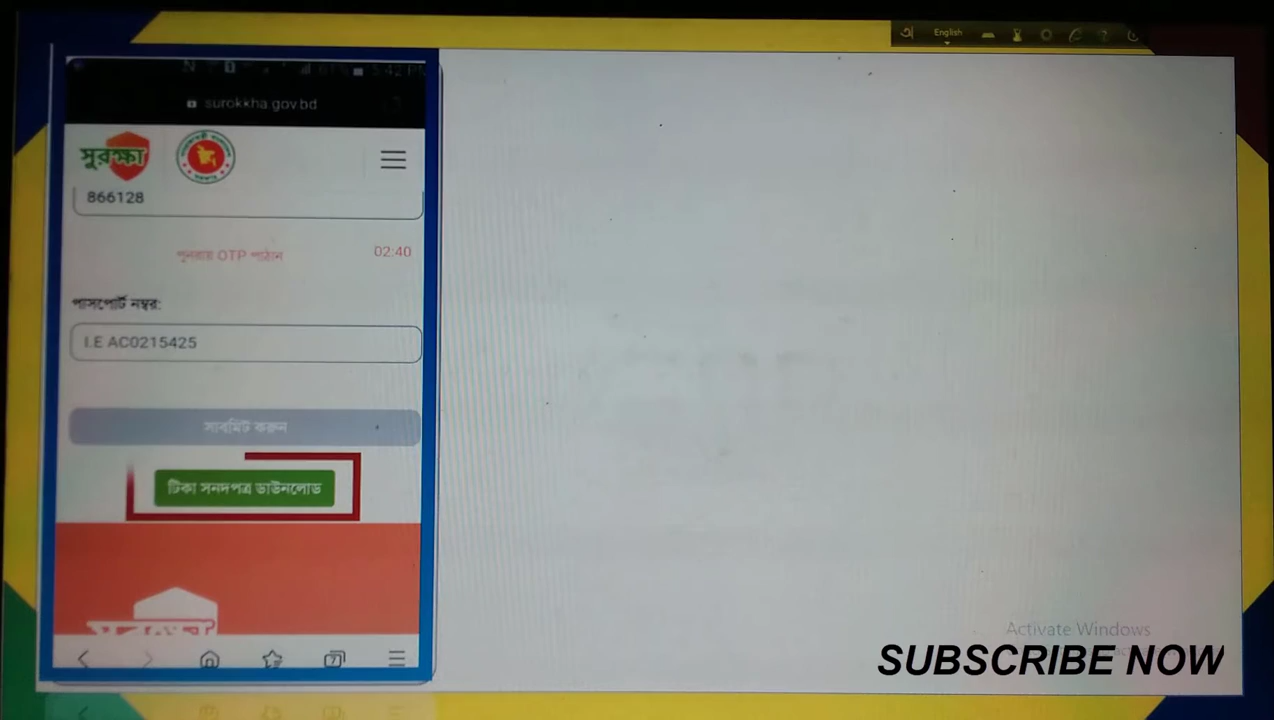 English
surokkha.gov.bd
সুরক্ষা
866128
পুনরায় OTP পাঠান 02:40
পাসপোর্ট নম্বর:
I.E AC0215425
সাবমিট করুন
টিকা সনদপত্র ডাউনলোড
Activate Windows
SUBSCRIBE NOW